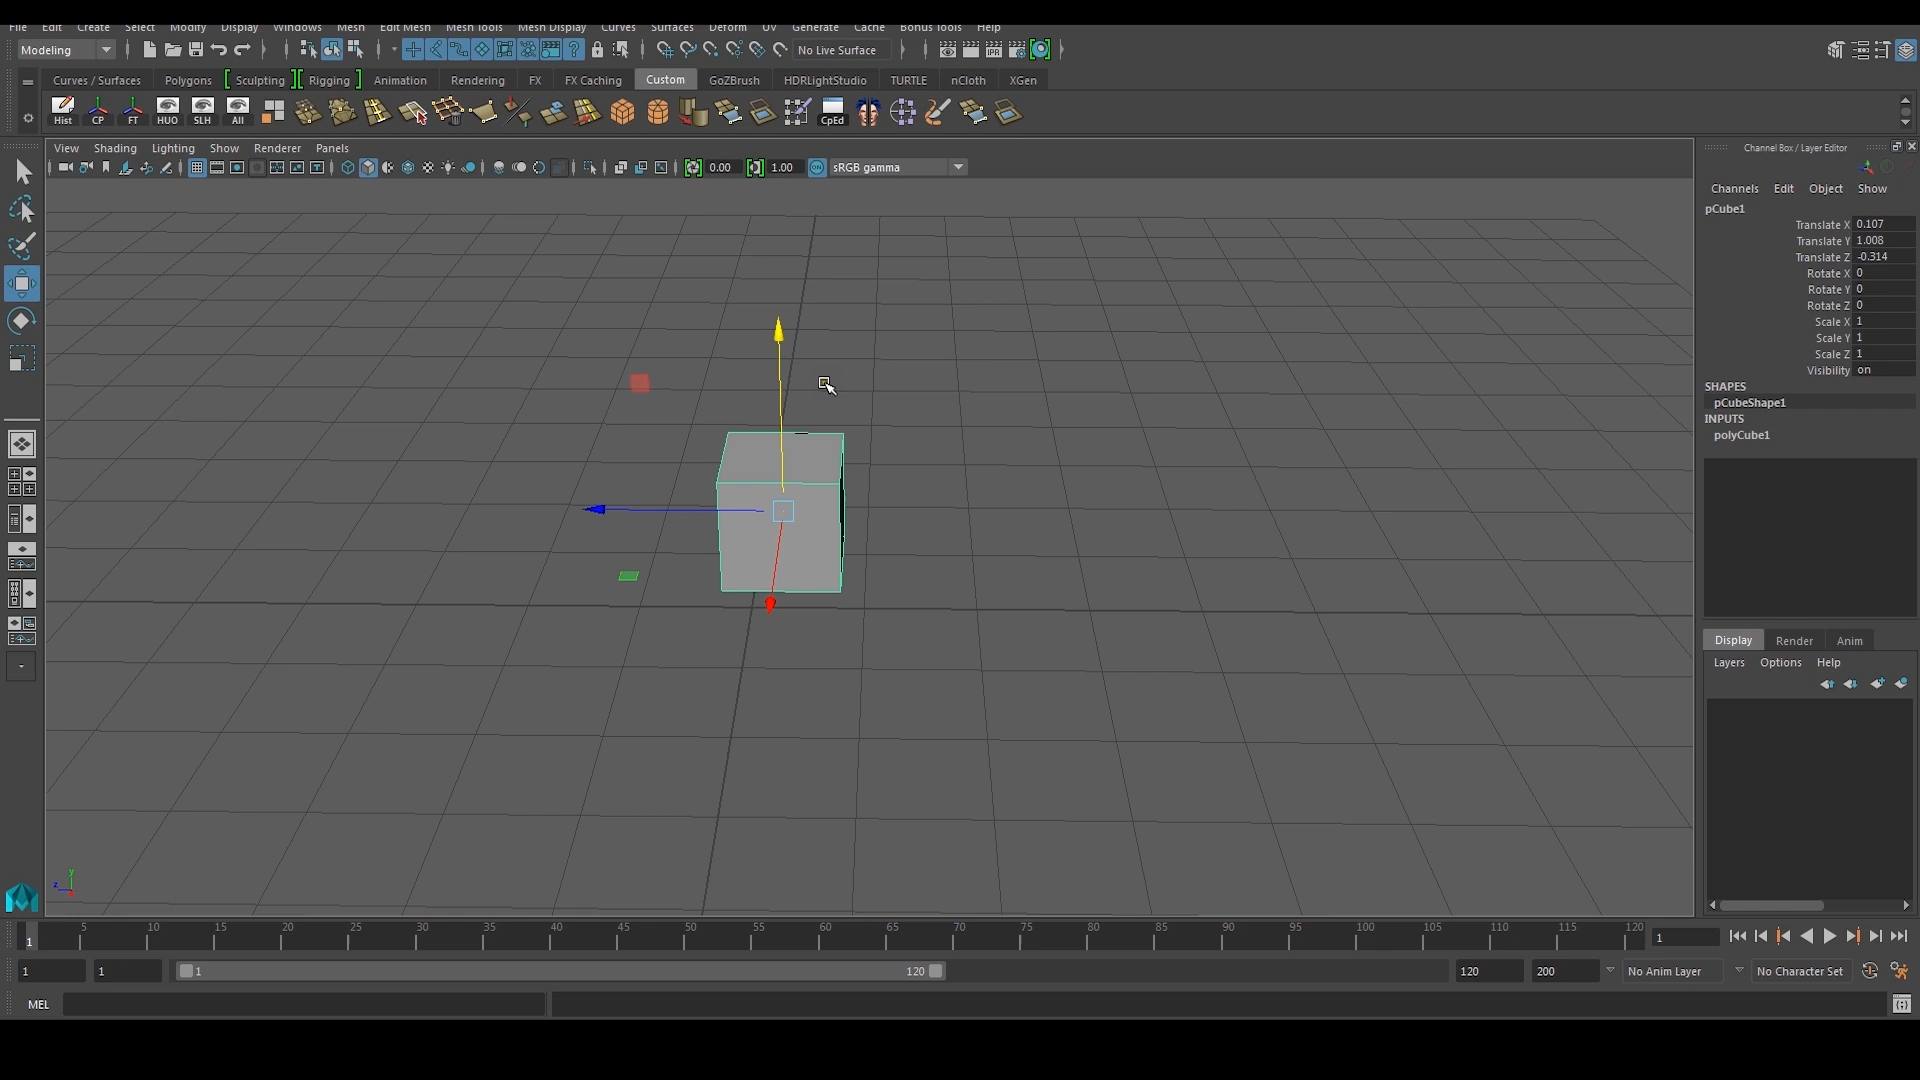 File Edit Create Select Modify Display Windows Mesh Edit Mesh Mesh Tools Mesh Display Curves Surfaces Deform UV Generate Cache Bonus Tools Help
Modeling No Live Surface IPR
Curves / Surfaces Polygons Sculpting Rigging Animation Rendering FX FX Caching Custom GoZBrush HDRLightStudio TURTLE nCloth XGen
Hist CP FT HUO SLH All CpEd
View Shading Lighting Show Renderer Panels
0.00 1.00 ON sRGB gamma
Channel Box / Layer Editor
Channels Edit Object Show
pCube1
Translate X 0.107
Translate Y 1.008
Translate Z -0.314
Rotate X 0
Rotate Y 0
Rotate Z 0
Scale X 1
Scale Y 1
Scale Z 1
Visibility on
SHAPES
pCubeShape1
INPUTS
polyCube1
Display Render Anim
Layers Options Help
y
z
1 5 10 15 20 25 30 35 40 45 50 55 60 65 70 75 80 85 90 95 100 105 110 115 120 1
1 1 1 120 120 200 No Anim Layer No Character Set
MEL